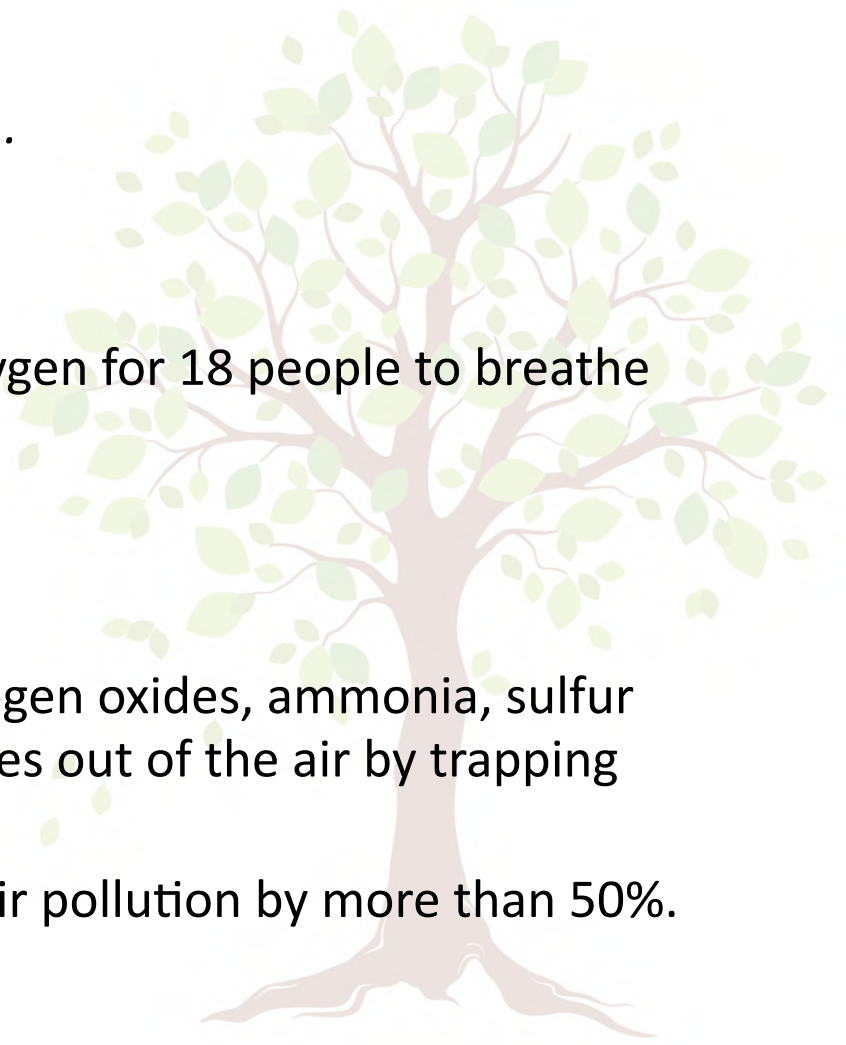 .
ygen for 18 people to breathe
gen oxides, ammonia, sulfur
es out of the air by trapping
ir pollution by more than 50%.